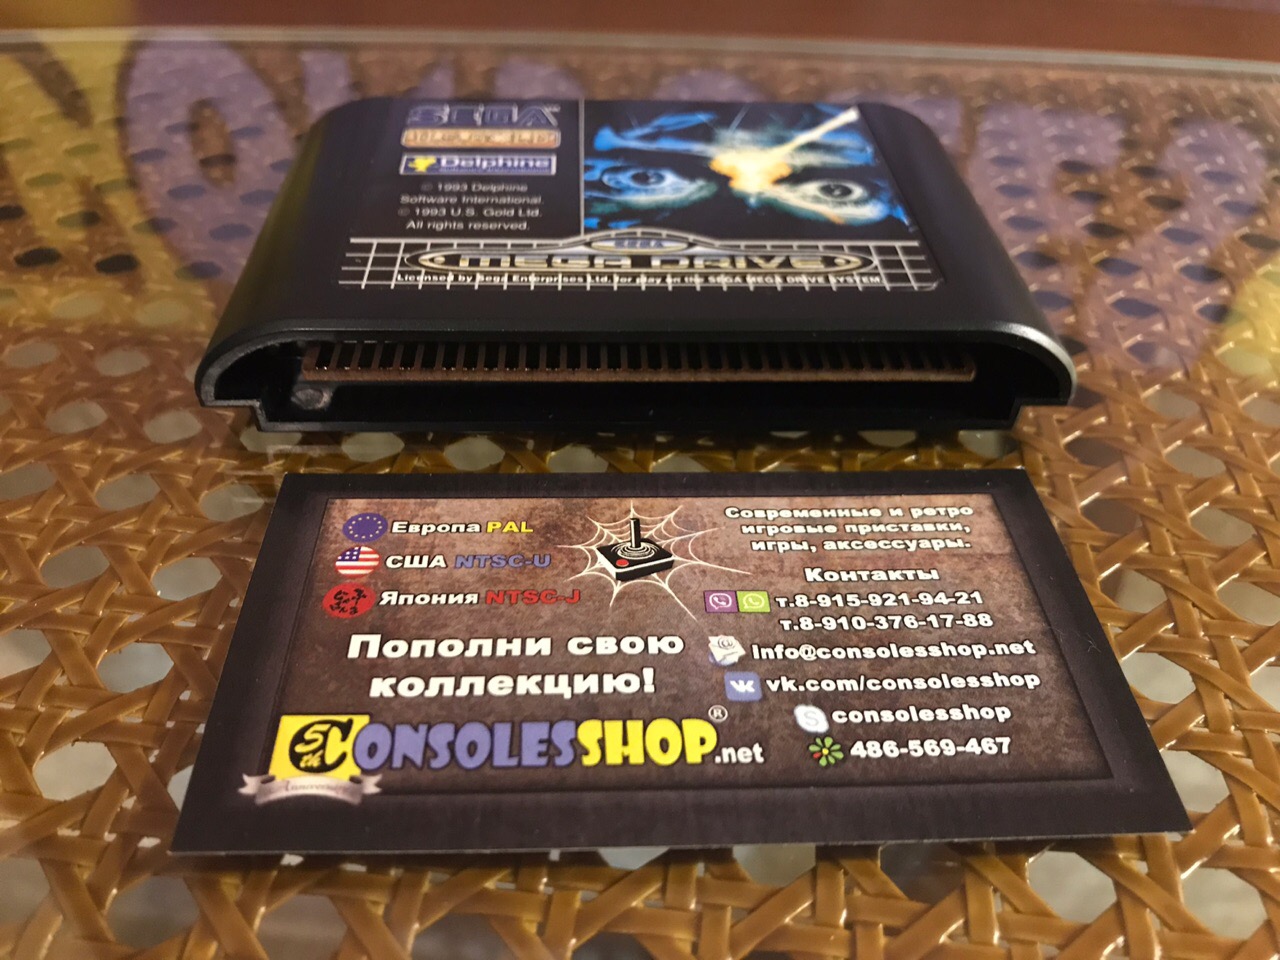 SEGA™
Delphine
© 1993 Delphine
Software International.
© 1993 U.S. Gold Ltd.
All rights reserved.
SEGA
MEGA DRIVE
Licensed by Sega Enterprises Ltd. for play on the SEGA MEGA DRIVE SYSTEM.
Европа PAL
США NTSC-U
Япония NTSC-J
Пополни свою
коллекцию!
5th
CONSOLESSHOP®.net
Современные и ретро
игровые приставки,
игры, аксессуары.
Контакты
т.8-915-921-94-21
т.8-910-376-17-88
Info@consolesshop.net
vk.com/consolesshop
consolesshop
486-569-467